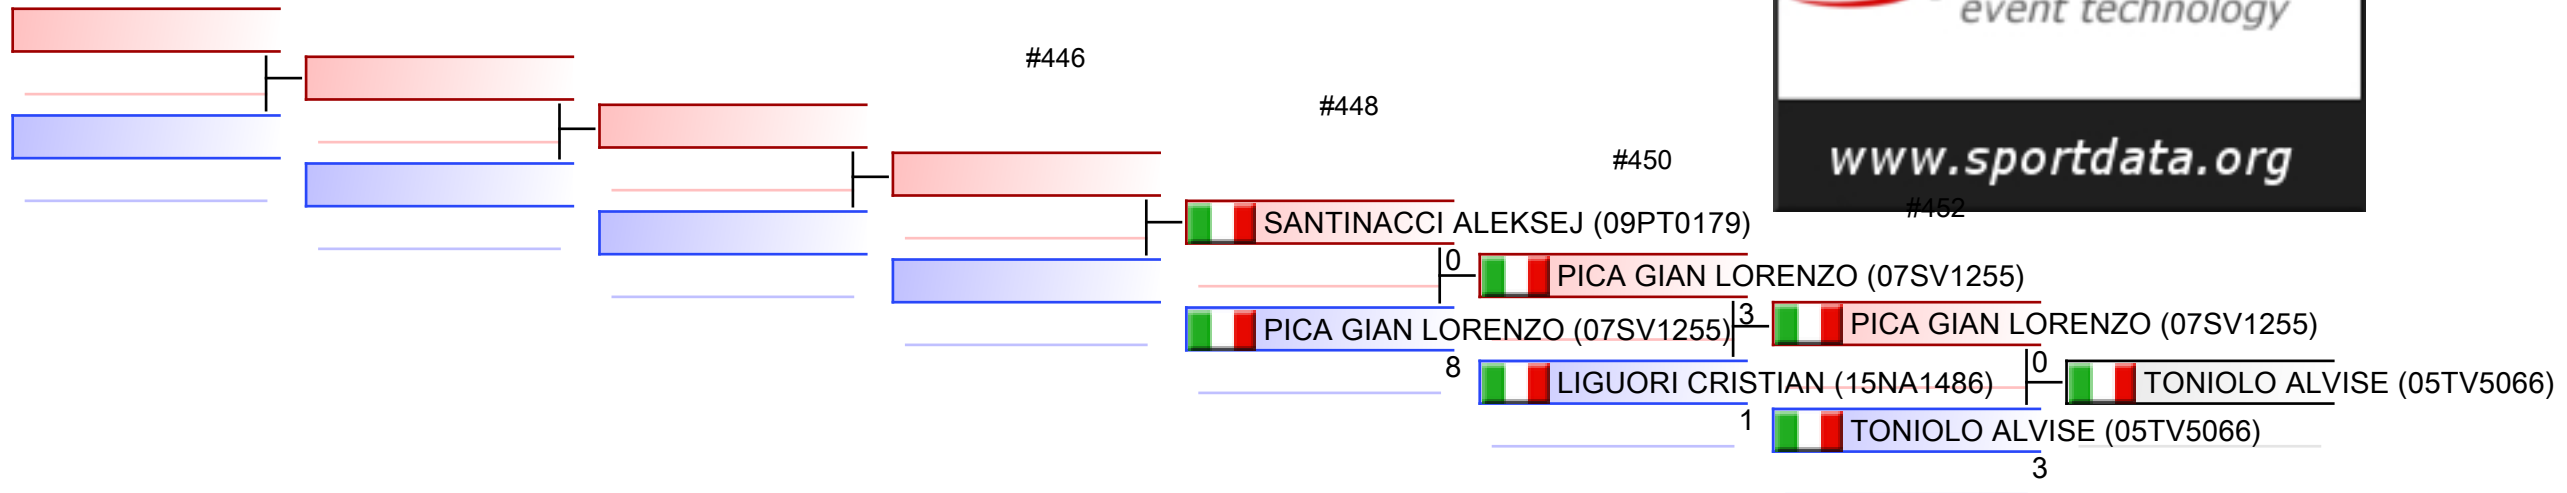 event technology
#446
#448
www.sportdata.org
#450
#452
SANTINACCI ALEKSEJ (09PT0179)
0
PICA GIAN LORENZO (07SV1255)
PICA GIAN LORENZO (07SV1255)
3
PICA GIAN LORENZO (07SV1255)
8
LIGUORI CRISTIAN (15NA1486)
0
TONIOLO ALVISE (05TV5066)
1
TONIOLO ALVISE (05TV5066)
3